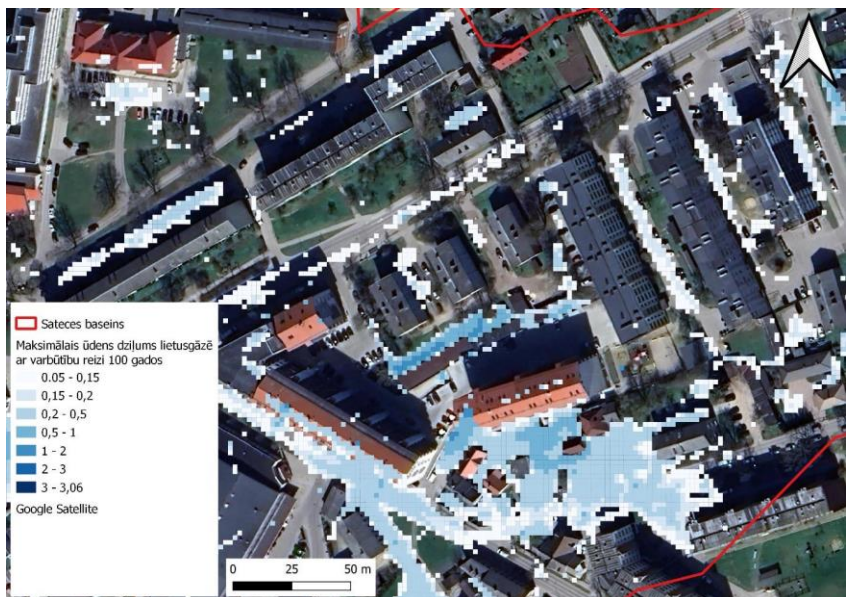 Sateces baseins
Maksimālais ūdens dziļums lietusgāzē
ar varbūtību reizi 100 gados
0.05 - 0,15
0,15 - 0,2
0,2 - 0,5
0,5 - 1
1 - 2
2 - 3
3 - 3,06
Google Satellite
0 25 50 m